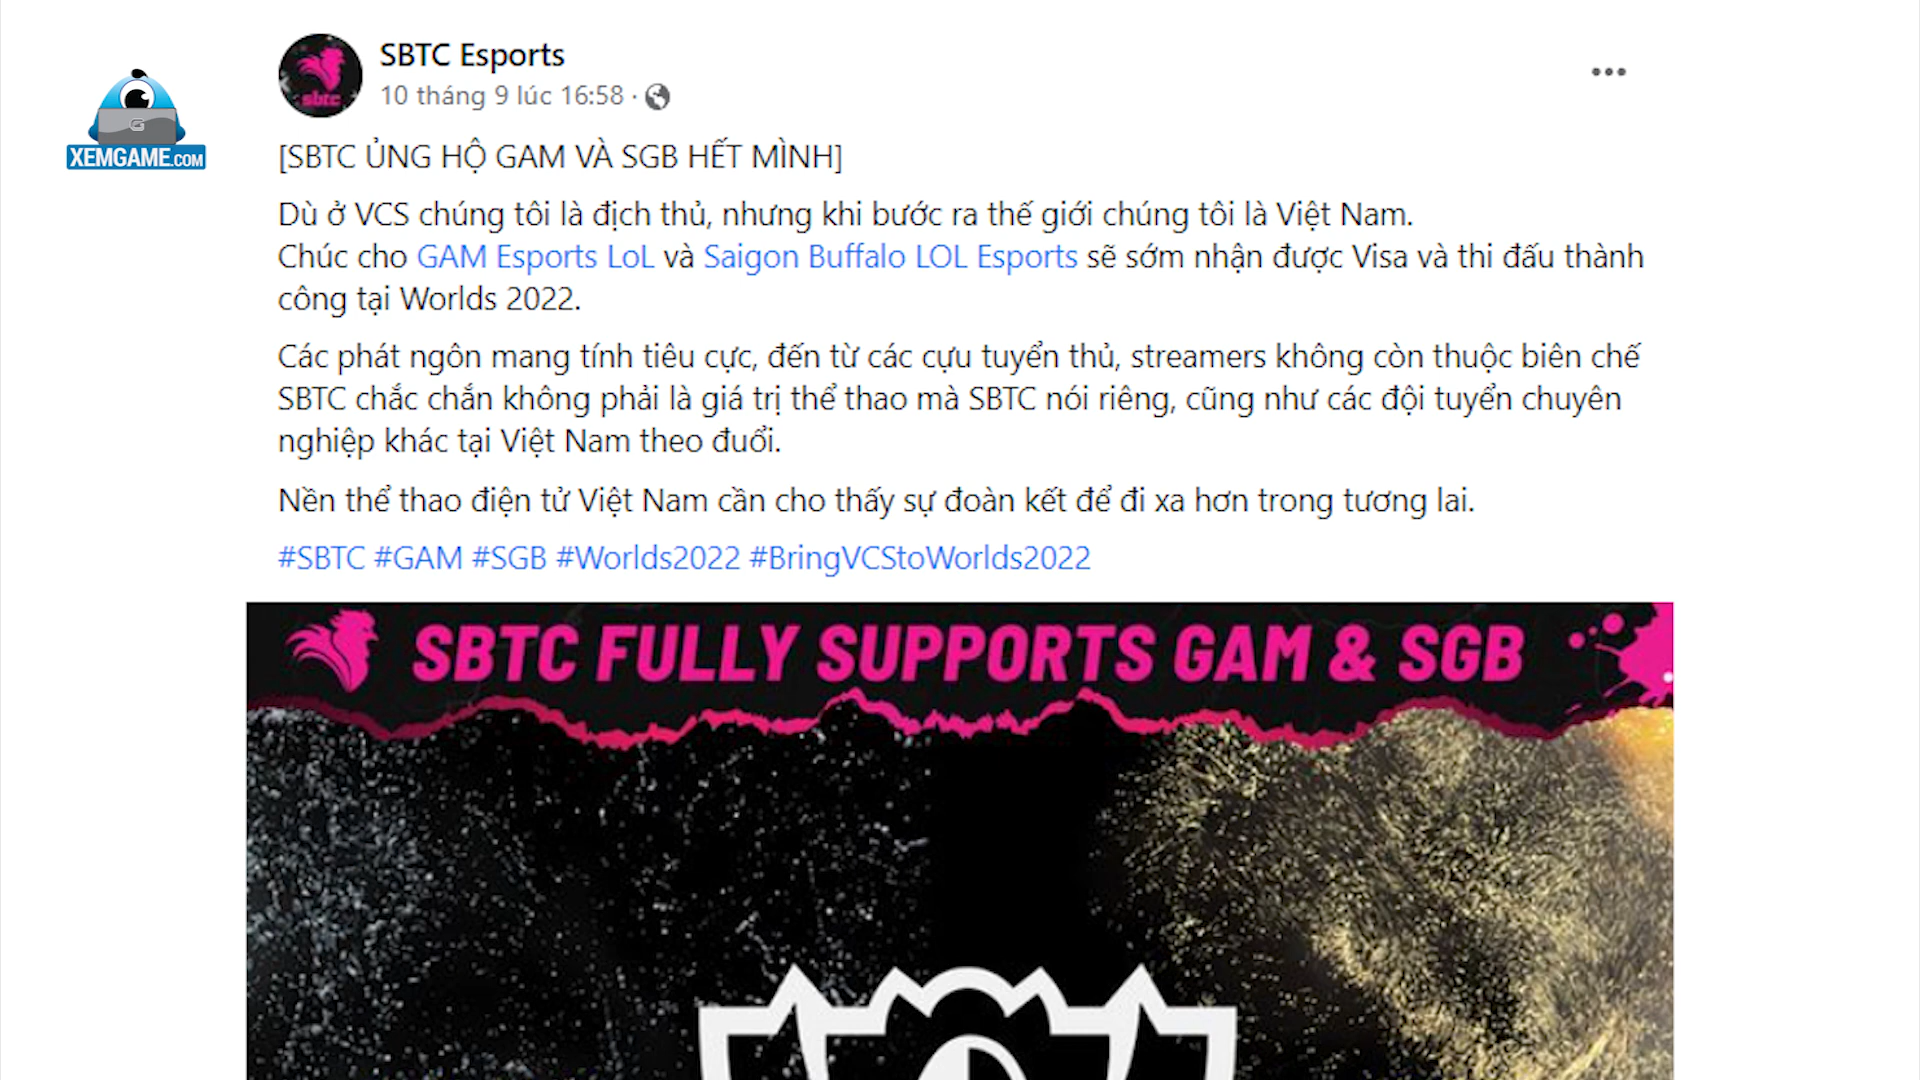 SBTC Esports
10 tháng 9 lúc 16:58 ·
sbtc
G
XEMGAME.COM
[SBTC ỦNG HỘ GAM VÀ SGB HẾT MÌNH]
Dù ở VCS chúng tôi là địch thủ, nhưng khi bước ra thế giới chúng tôi là Việt Nam.
Chúc cho GAM Esports LoL và Saigon Buffalo LOL Esports sẽ sớm nhận được Visa và thi đấu thành
công tại Worlds 2022.
Các phát ngôn mang tính tiêu cực, đến từ các cựu tuyển thủ, streamers không còn thuộc biên chế
SBTC chắc chắn không phải là giá trị thể thao mà SBTC nói riêng, cũng như các đội tuyển chuyên
nghiệp khác tại Việt Nam theo đuổi.
Nền thể thao điện tử Việt Nam cần cho thấy sự đoàn kết để đi xa hơn trong tương lai.
#SBTC #GAM #SGB #Worlds2022 #BringVCStoWorlds2022
SBTC FULLY SUPPORTS GAM & SGB